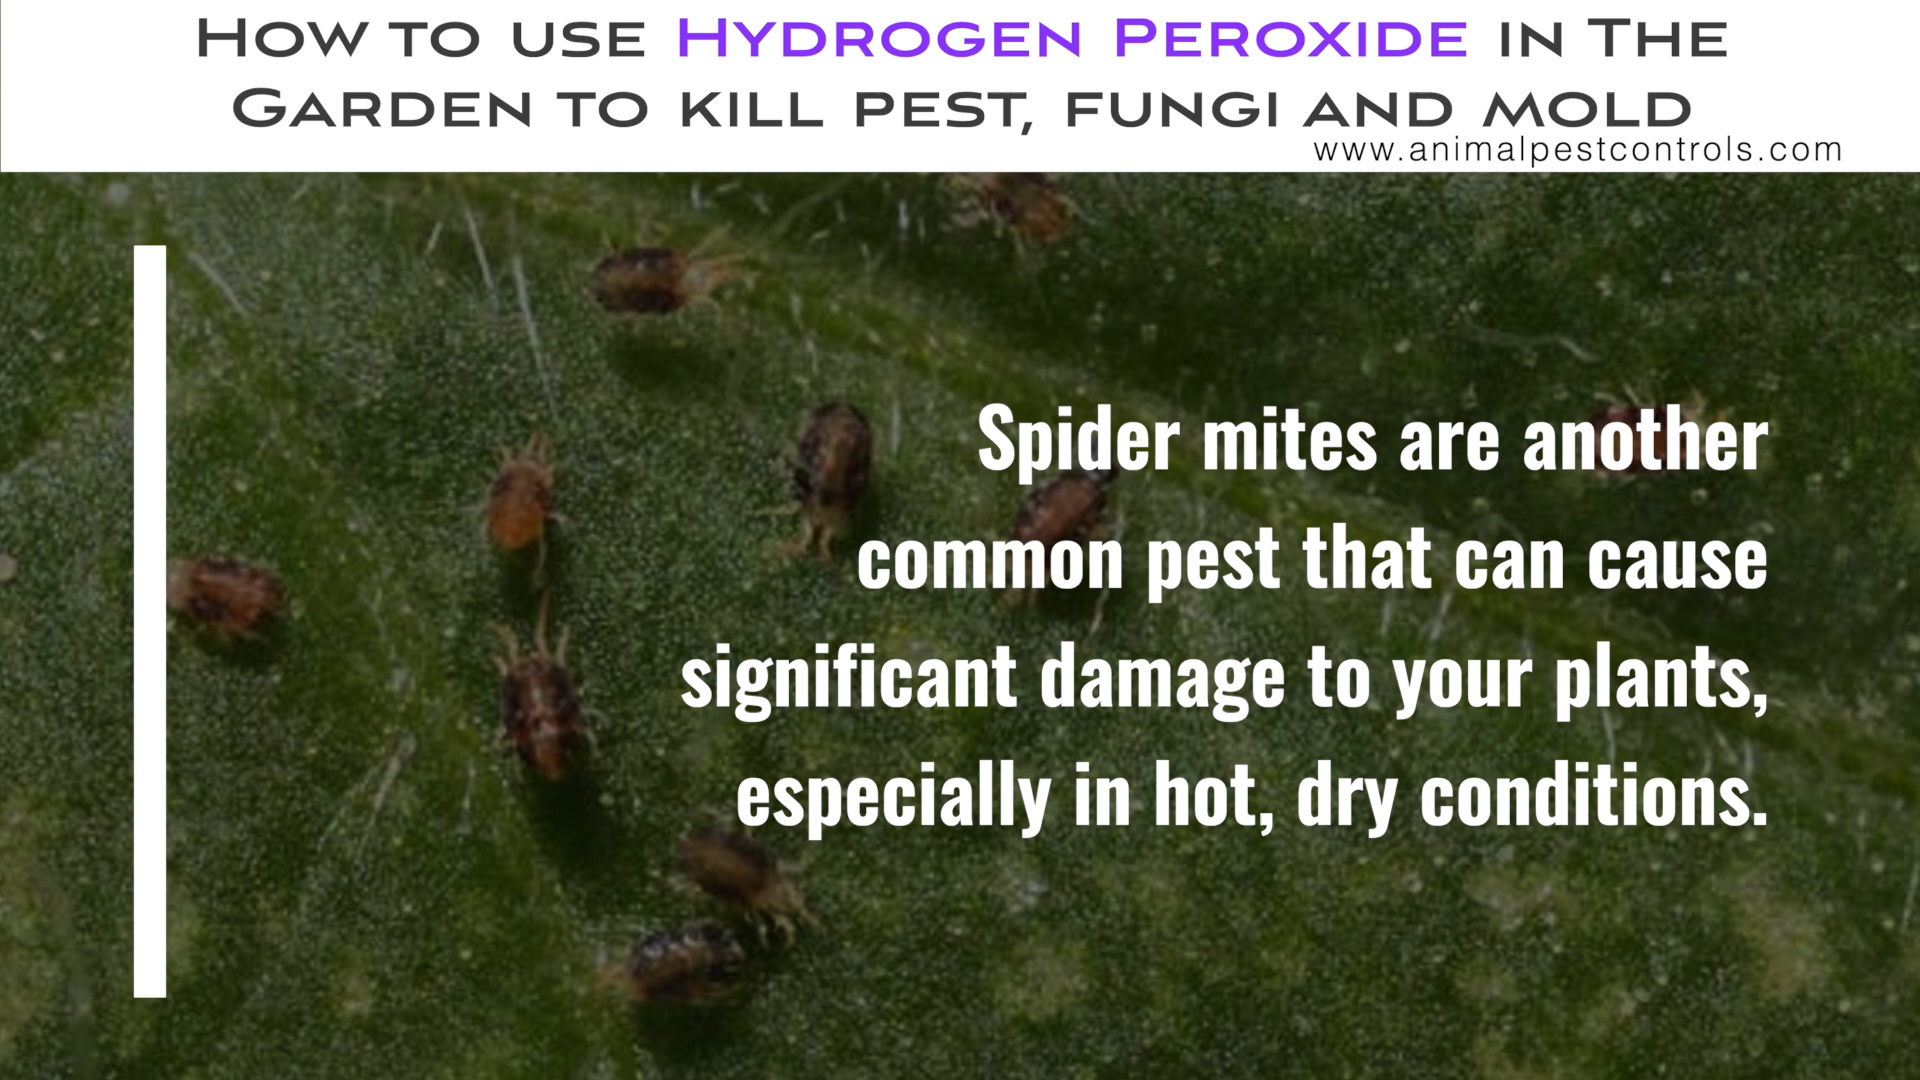 How to use Hydrogen Peroxide in The
Garden to kill pest, fungi and mold
www.animalpestcontrols.com
Spider mites are another
common pest that can cause
significant damage to your plants,
especially in hot, dry conditions.